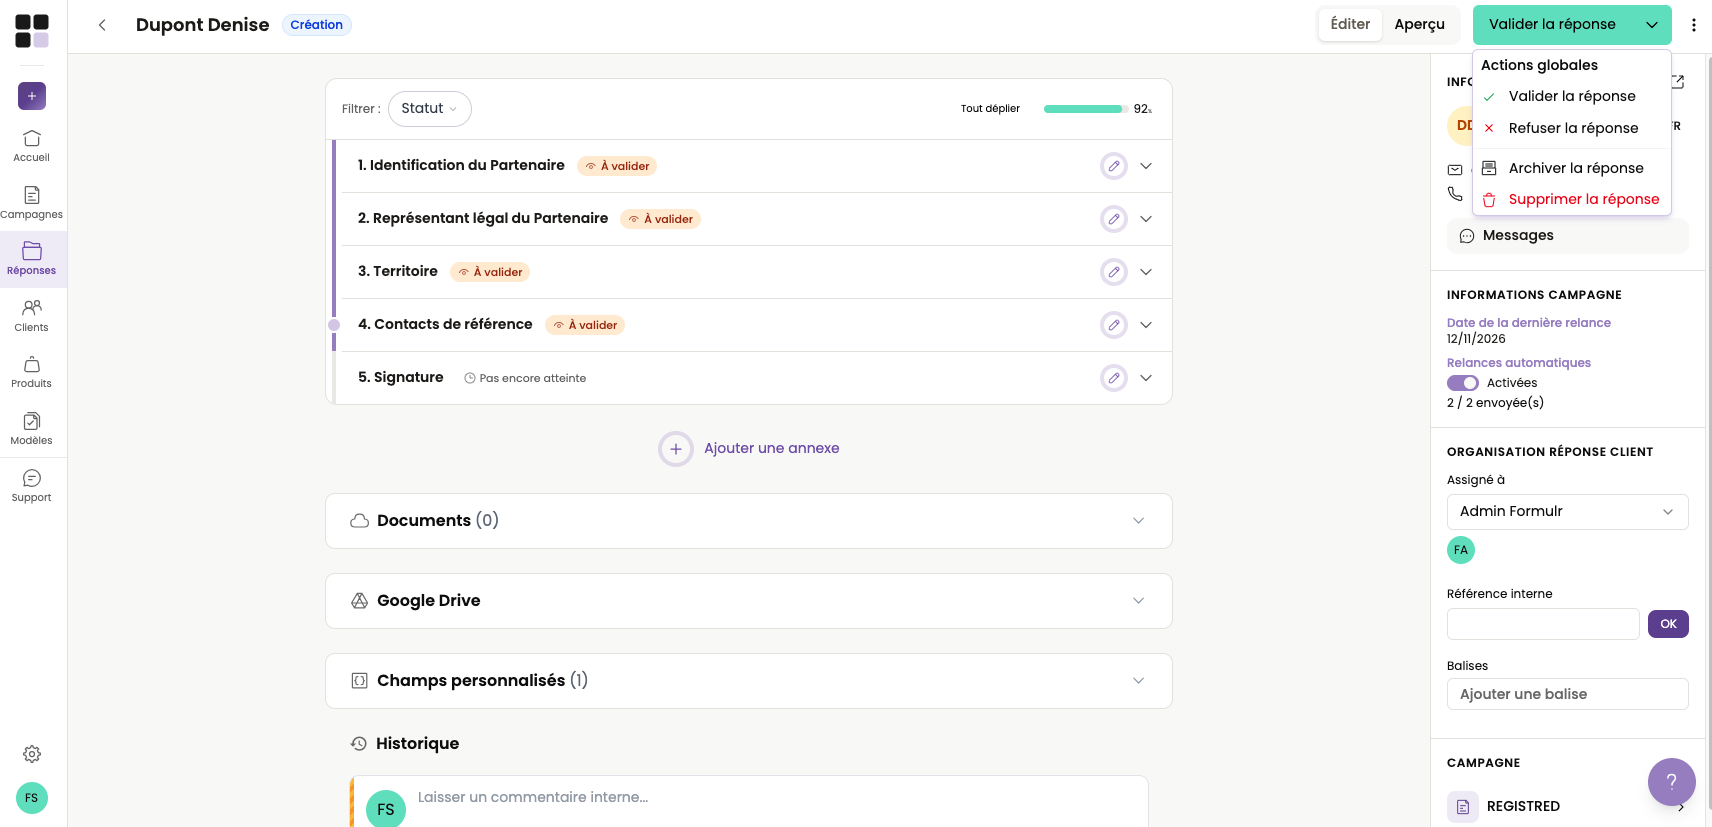 Dupont Denise
Création
Éditer
Aperçu
Valider la réponse
Actions globales
Valider la réponse
Refuser la réponse
Archiver la réponse
Supprimer la réponse
Accueil
Campagnes
Réponses
Clients
Produits
Modèles
Support
FS
Filtrer :
Statut
Tout déplier
92%
1. Identification du Partenaire
À valider
2. Représentant légal du Partenaire
À valider
3. Territoire
À valider
4. Contacts de référence
À valider
5. Signature
Pas encore atteinte
Ajouter une annexe
Documents (0)
Google Drive
Champs personnalisés (1)
Historique
FS
Laisser un commentaire interne...
Messages
INFORMATIONS CAMPAGNE
Date de la dernière relance
12/11/2026
Relances automatiques
Activées
2 / 2 envoyée(s)
ORGANISATION RÉPONSE CLIENT
Assigné à
Admin Formulr
FA
Référence interne
OK
Balises
Ajouter une balise
CAMPAGNE
REGISTRED
?